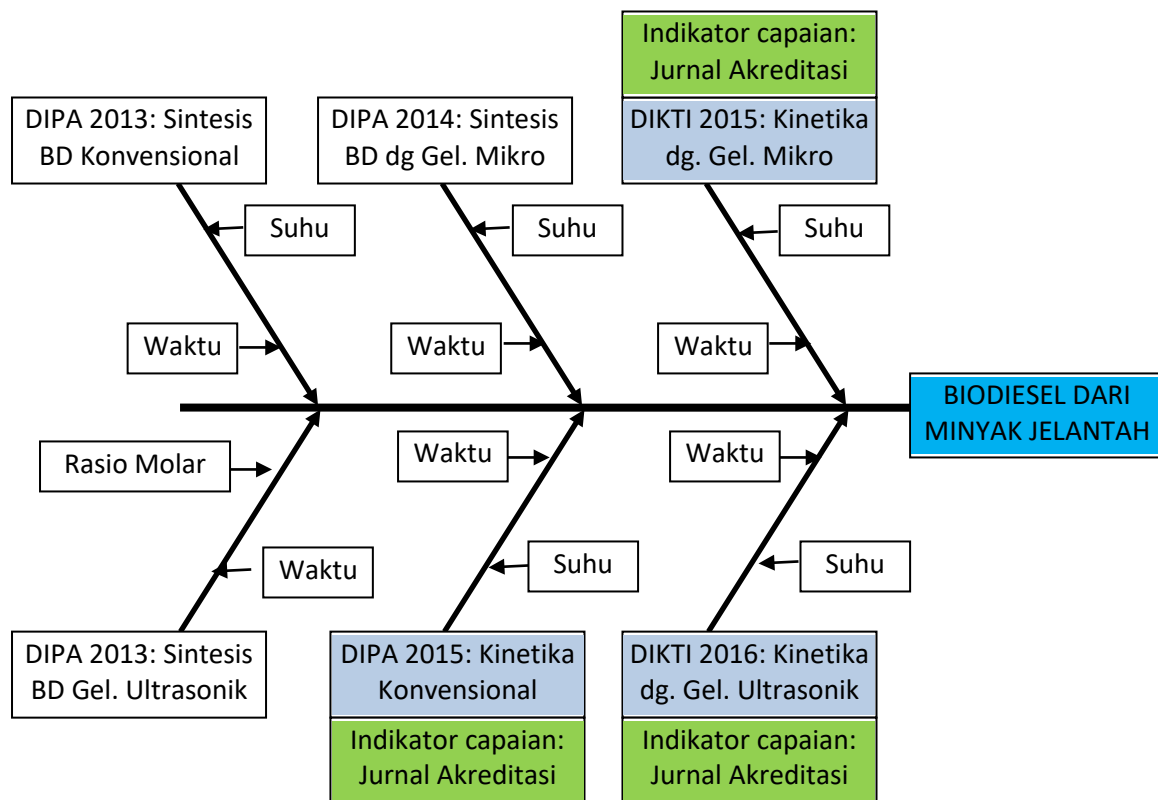 Indikator capaian:
Jurnal Akreditasi
DIPA 2013: Sintesis
BD Konvensional
DIPA 2014: Sintesis
BD dg Gel. Mikro
DIKTI 2015: Kinetika
dg. Gel. Mikro
Suhu
Suhu
Suhu
Waktu
Waktu
Waktu
BIODIESEL DARI
MINYAK JELANTAH
Rasio Molar
Waktu
Waktu
Waktu
Suhu
Suhu
DIPA 2013: Sintesis
BD Gel. Ultrasonik
DIPA 2015: Kinetika
Konvensional
DIKTI 2016: Kinetika
dg. Gel. Ultrasonik
Indikator capaian:
Jurnal Akreditasi
Indikator capaian:
Jurnal Akreditasi